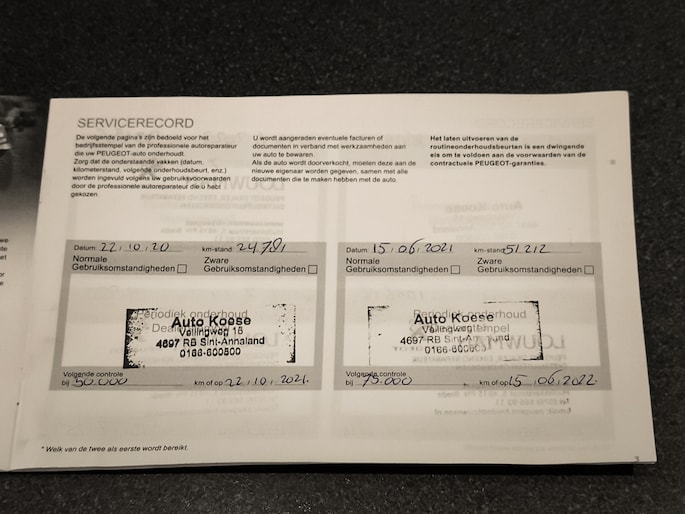 SERVICERECORD
De volgende pagina's zijn bedoeld voor het
bedrijfsstempel van de professionele autoreparateur
die uw PEUGEOT-auto onderhoudt.
Zorg dat de onderstaande vakken (datum,
kilometerstand, volgende onderhoudsbeurt, enz.)
worden ingevuld volgens uw gebruiksvoorwaarden
door de professionele autoreparateur die u hebt
gekozen.
U wordt aangeraden eventuele facturen of
documenten in verband met werkzaamheden aan
uw auto te bewaren.
Als de auto wordt doorverkocht, moeten deze aan de
nieuwe eigenaar worden gegeven, samen met alle
documenten die te maken hebben met de auto.
Het laten uitvoeren van de
routineonderhoudsbeurten is een dwingende
eis om te voldoen aan de voorwaarden van de
contractuele PEUGEOT-garanties.
Datum: 22.10.20 km-stand: 24.781
Normale Zware
Gebruiksomstandigheden Gebruiksomstandigheden
Periodiek onderhoud
Auto Koese
Veilingweg 16
4697 RB Sint-Annaland
0166-600500
Volgende controle
bij 50.000 km of op 22.10.2021.
Datum: 15.06.2021 km-stand: 51.212
Normale Zware
Gebruiksomstandigheden Gebruiksomstandigheden
Periodiek onderhoud
Auto Koese
4697 RB
Volgende controle
bij 75.000 km of op 15.06.2022.
* Welk van de twee als eerste wordt bereikt.